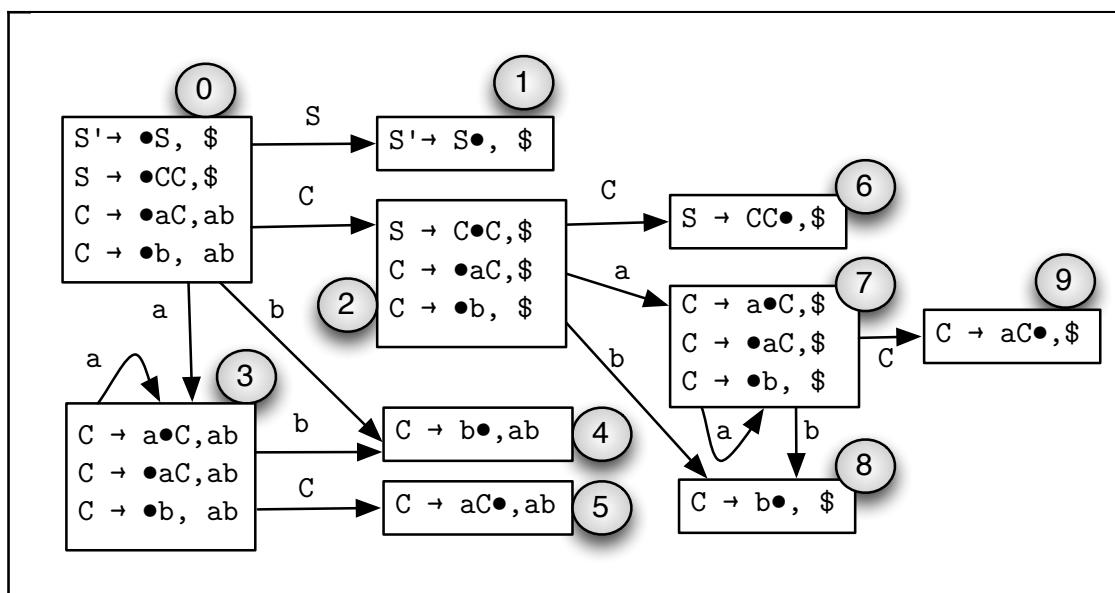 0
S'→ ●S, $
S → ●CC,$
C → ●aC,ab
C → ●b, ab
S
1
S'→ S●, $
C
2
S → C●C,$
C → ●aC,$
C → ●b, $
C
6
S → CC●,$
a
7
C → a●C,$
C → ●aC,$
C → ●b, $
C
9
C → aC●,$
a
b
b
a
3
C → a●C,ab
C → ●aC,ab
C → ●b, ab
b
C → b●,ab
4
C
C → aC●,ab
5
a
b
8
C → b●, $